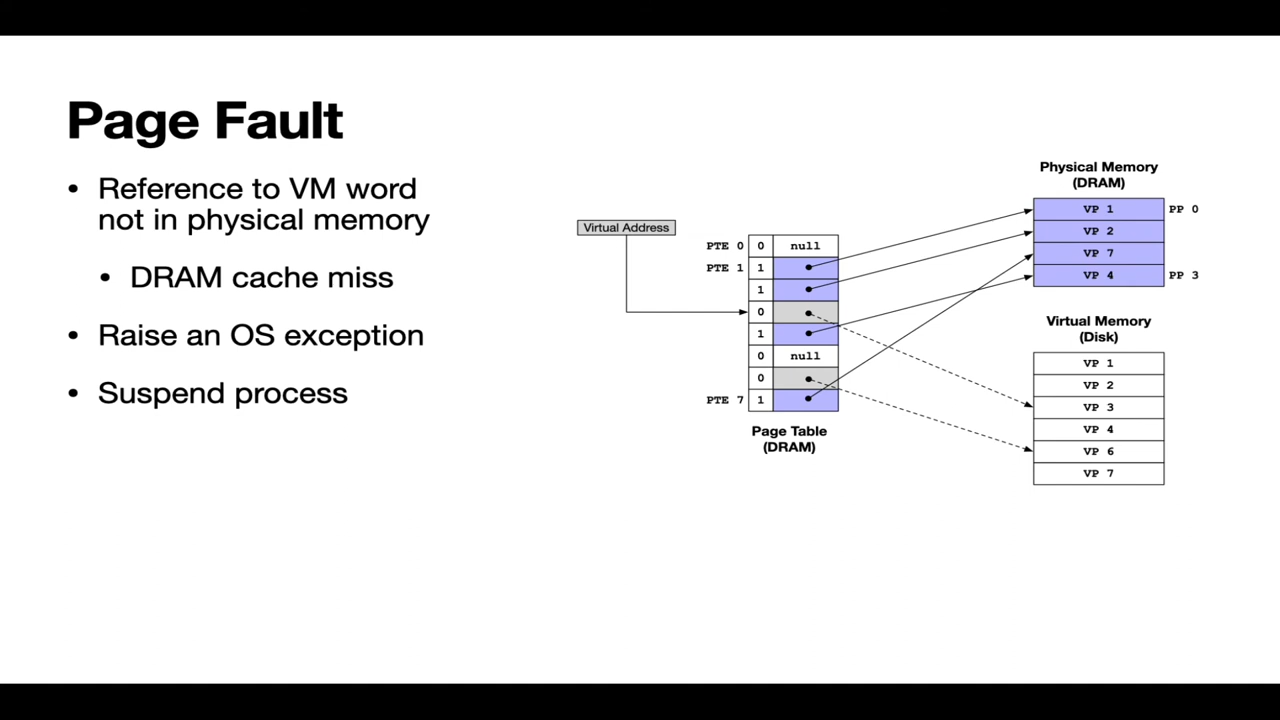 Page Fault
• Reference to VM word
not in physical memory
• DRAM cache miss
• Raise an OS exception
• Suspend process
Virtual Address
PTE 0 0 null
PTE 1 1
1
0
1
0 null
0
PTE 7 1
Page Table
(DRAM)
Physical Memory
(DRAM)
VP 1 PP 0
VP 2
VP 7
VP 4 PP 3
Virtual Memory
(Disk)
VP 1
VP 2
VP 3
VP 4
VP 6
VP 7